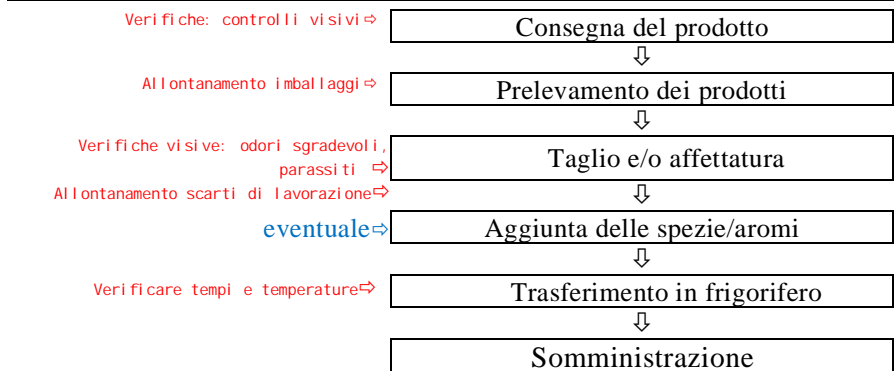 Verifiche: controlli visivi⇨ Consegna del prodotto
⇩
Allontanamento imballaggi⇨ Prelevamento dei prodotti
⇩
Verifiche visive: odori sgradevoli,
parassiti ⇨ Taglio e/o affettatura
Allontanamento scarti di lavorazione⇨ ⇩
eventuale⇨ Aggiunta delle spezie/aromi
⇩
Verificare tempi e temperature⇨ Trasferimento in frigorifero
⇩
Somministrazione